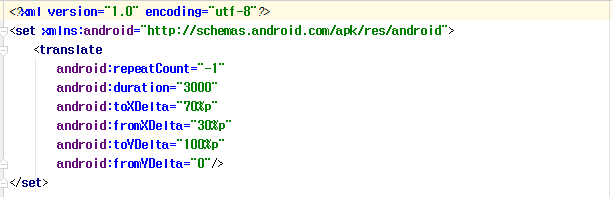 <?xml version="1.0" encoding="utf-8"?>
<set xmlns:android="http://schemas.android.com/apk/res/android">
<translate
android:repeatCount="-1"
android:duration="3000"
android:toXDelta="70%p"
android:fromXDelta="30%p"
android:toYDelta="100%p"
android:fromYDelta="0"/>
</set>